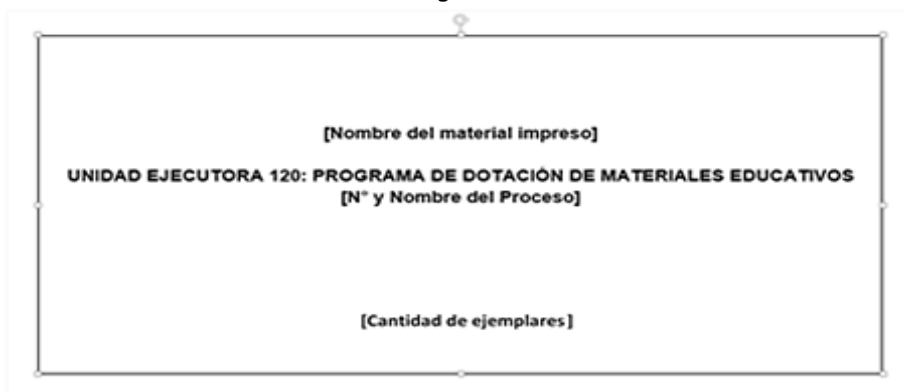 [Nombre del material impreso]
UNIDAD EJECUTORA 120: PROGRAMA DE DOTACIÓN DE MATERIALES EDUCATIVOS
[N° y Nombre del Proceso]
[Cantidad de ejemplares]